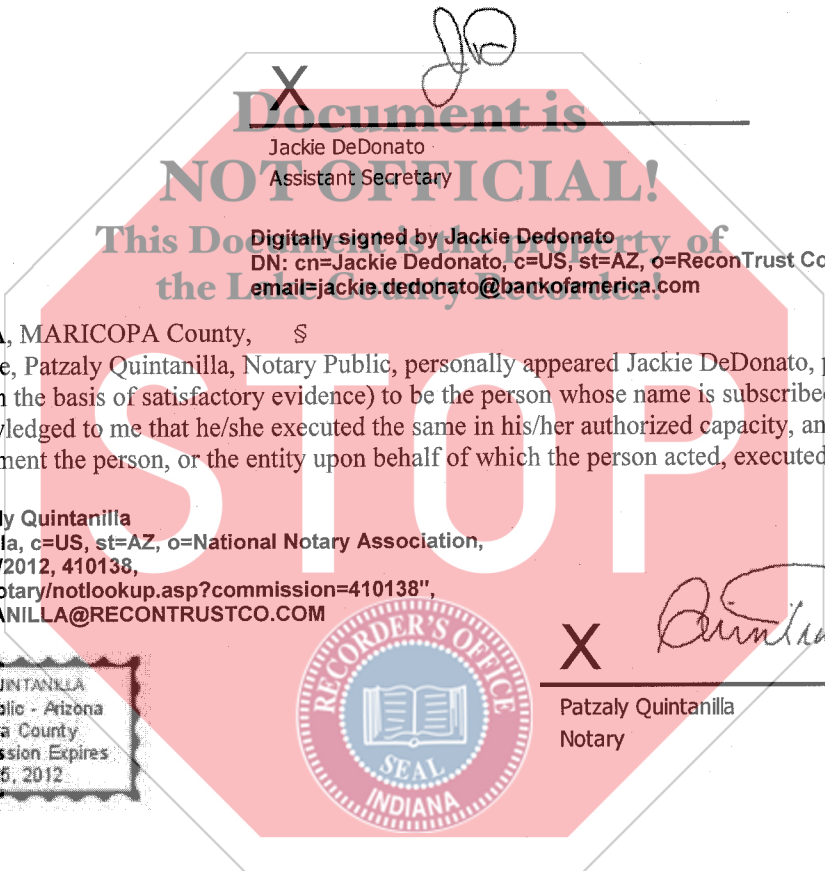 X
Document is
Jackie DeDonato
Assistant Secretary
NOT OFFICIAL!
Digitally signed by Jackie Dedonato
This Document is the property of
DN: cn=Jackie Dedonato, c=US, st=AZ, o=ReconTrust Co
the Lake County Recorder!
email=jackie.dedonato@bankofamerica.com
A, MARICOPA County, §
e, Patzaly Quintanilla, Notary Public, personally appeared Jackie DeDonato, p
n the basis of satisfactory evidence) to be the person whose name is subscribe
vledged to me that he/she executed the same in his/her authorized capacity, an
ment the person, or the entity upon behalf of which the person acted, executed
STOP
ly Quintanilla
lla, c=US, st=AZ, o=National Notary Association,
/2012, 410138,
otary/notlookup.asp?commission=410138",
ANILLA@RECONTRUSTCO.COM
X
UINTANILLA
blic - Arizona
a County
ssion Expires
5, 2012
RECORDER'S OFFICE
SEAL
INDIANA
Patzaly Quintanilla
Notary